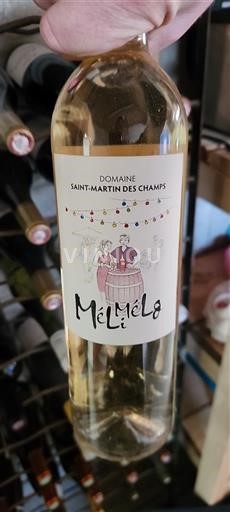 DOMAINE
SAINT-MARTIN DES CHAMPS
MéLi MéLo